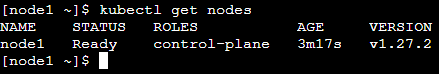 [node1 ~]$ kubectl get nodes
NAME    STATUS   ROLES           AGE     VERSION
node1   Ready    control-plane   3m17s   v1.27.2
[node1 ~]$